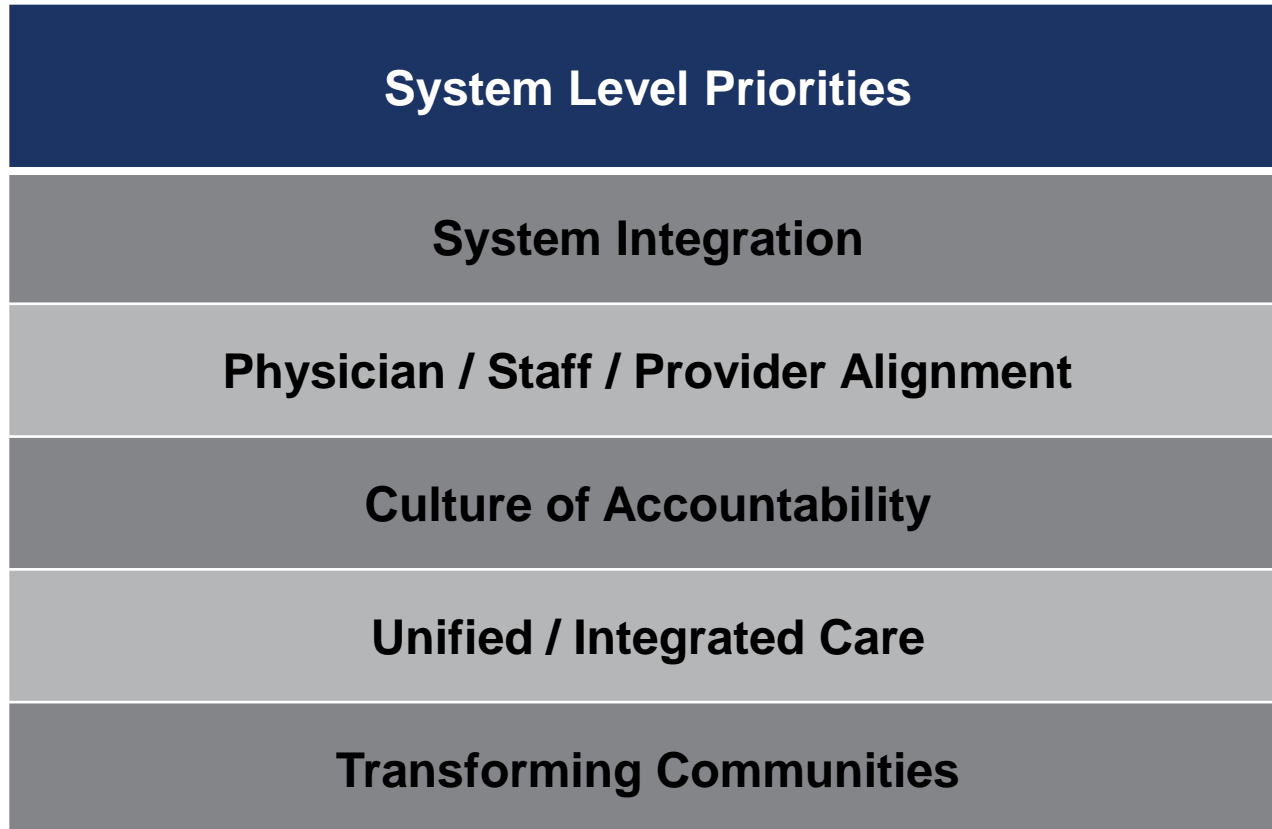 System Level Priorities
System Integration
Physician / Staff / Provider Alignment
Culture of Accountability
Unified / Integrated Care
Transforming Communities